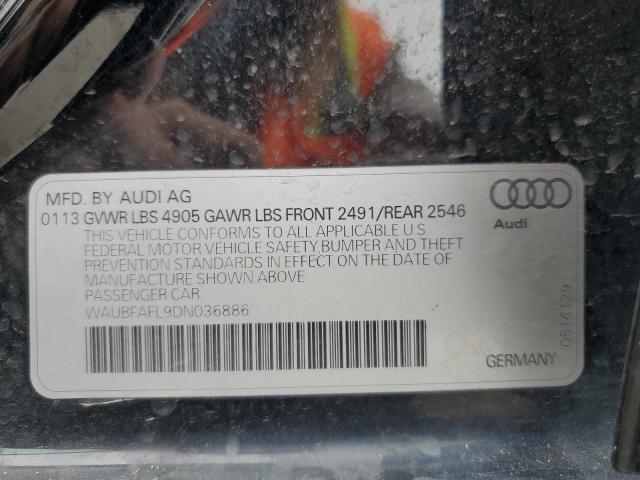 MFD. BY AUDI AG
0113 GVWR LBS 4905 GAWR LBS FRONT 2491/REAR 2546
THIS VEHICLE CONFORMS TO ALL APPLICABLE U.S
FEDERAL MOTOR VEHICLE SAFETY,BUMPER AND THEFT
PREVENTION STANDARDS IN EFFECT ON THE DATE OF
MANUFACTURE SHOWN ABOVE
PASSENGER CAR
WAUBFAFL9DN036886
Audi
GERMANY
0514129